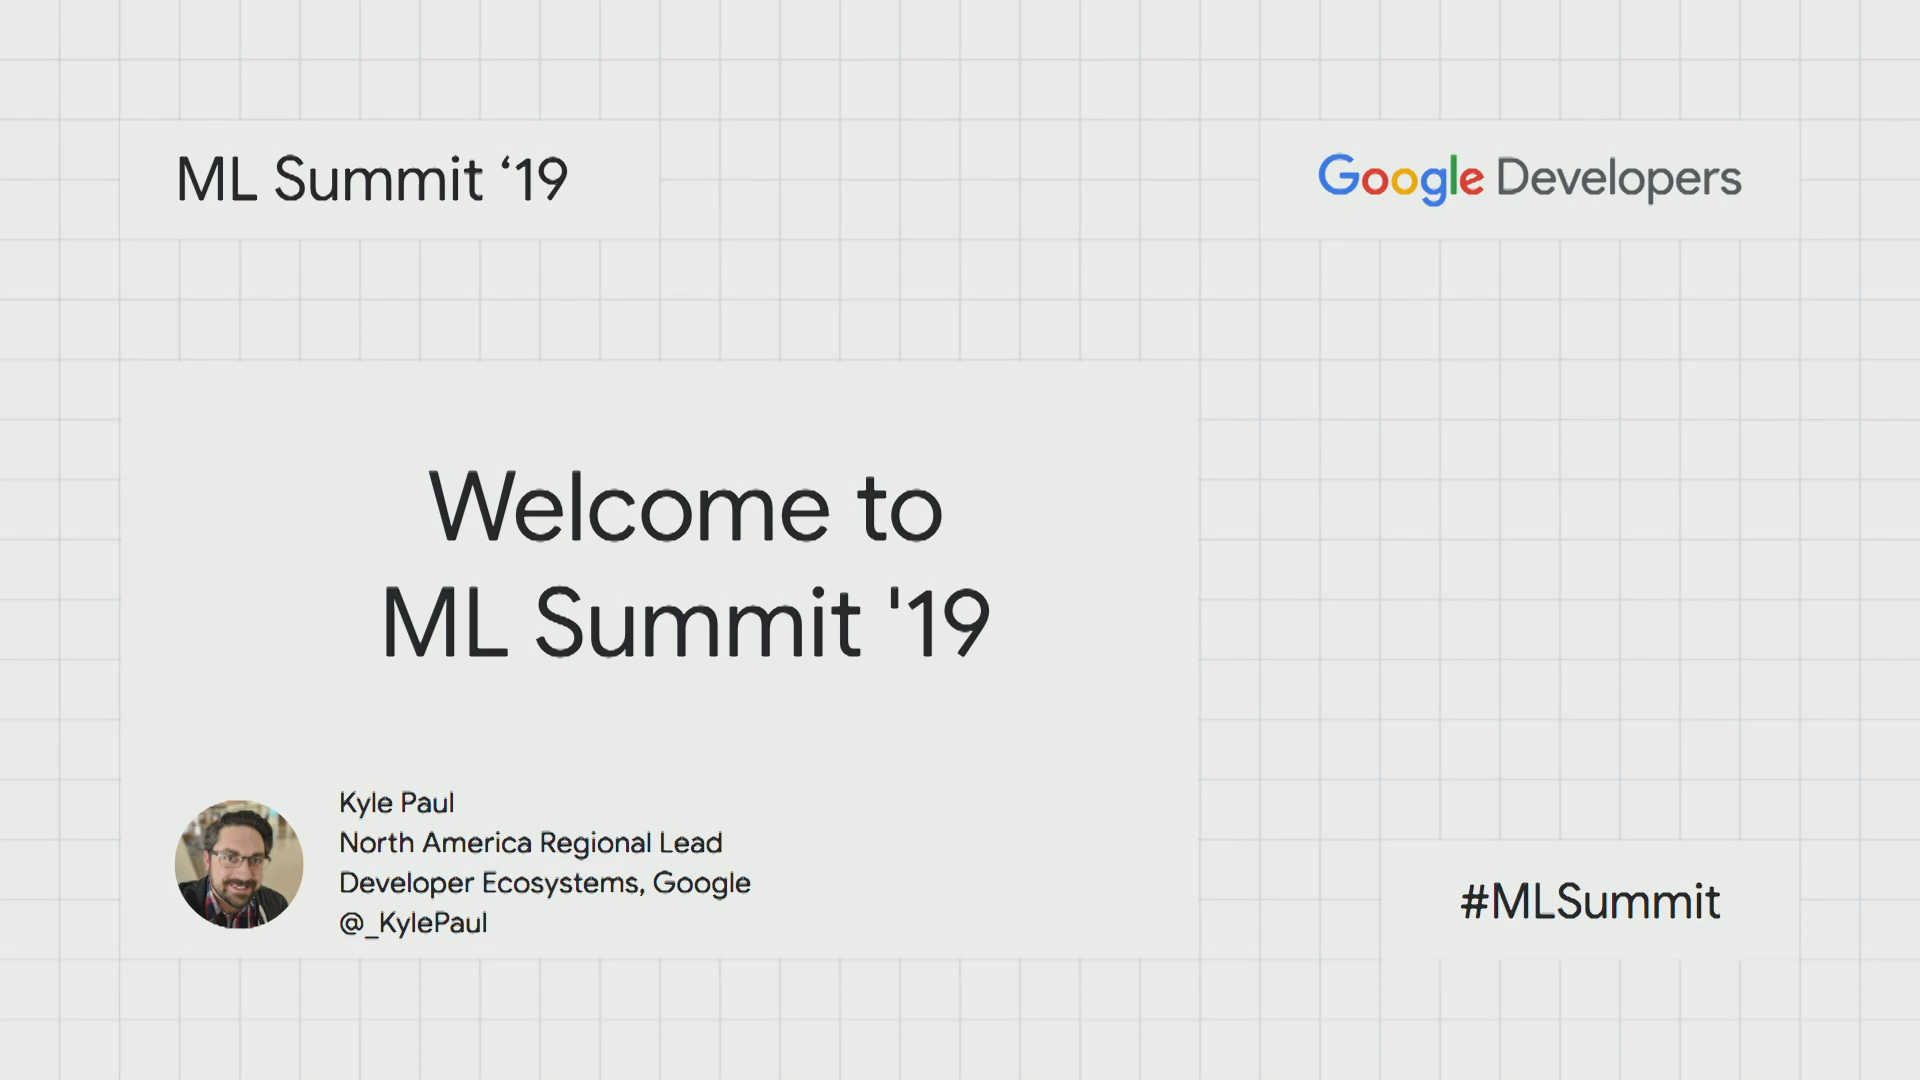 ML Summit ‘19
Google Developers
Welcome to
ML Summit '19
Kyle Paul
North America Regional Lead
Developer Ecosystems, Google
@_KylePaul
#MLSummit